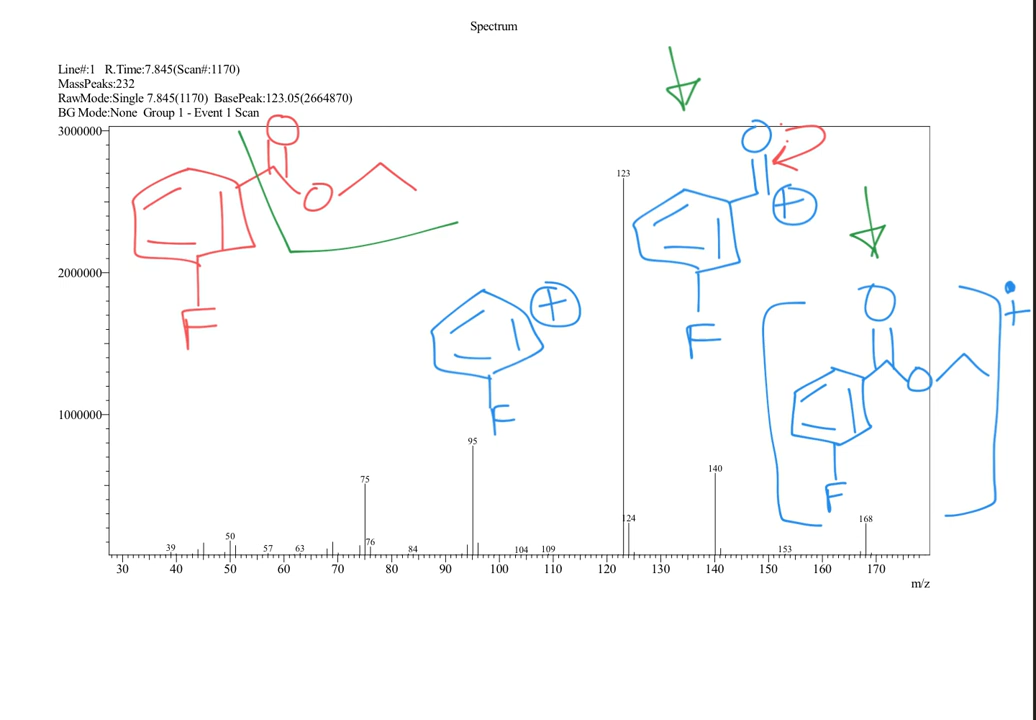 Spectrum
Line#:1 R.Time:7.845(Scan#:1170)
MassPeaks:232
RawMode:Single 7.845(1170) BasePeak:123.05(2664870)
BG Mode:None Group 1 - Event 1 Scan
3000000
2000000
1000000
123
95
75
140
124
168
50
76
39
57
63
84
104
109
153
30 40 50 60 70 80 90 100 110 120 130 140 150 160 170
m/z
O
O
F
+
F
O
+
F
O
O
F
+